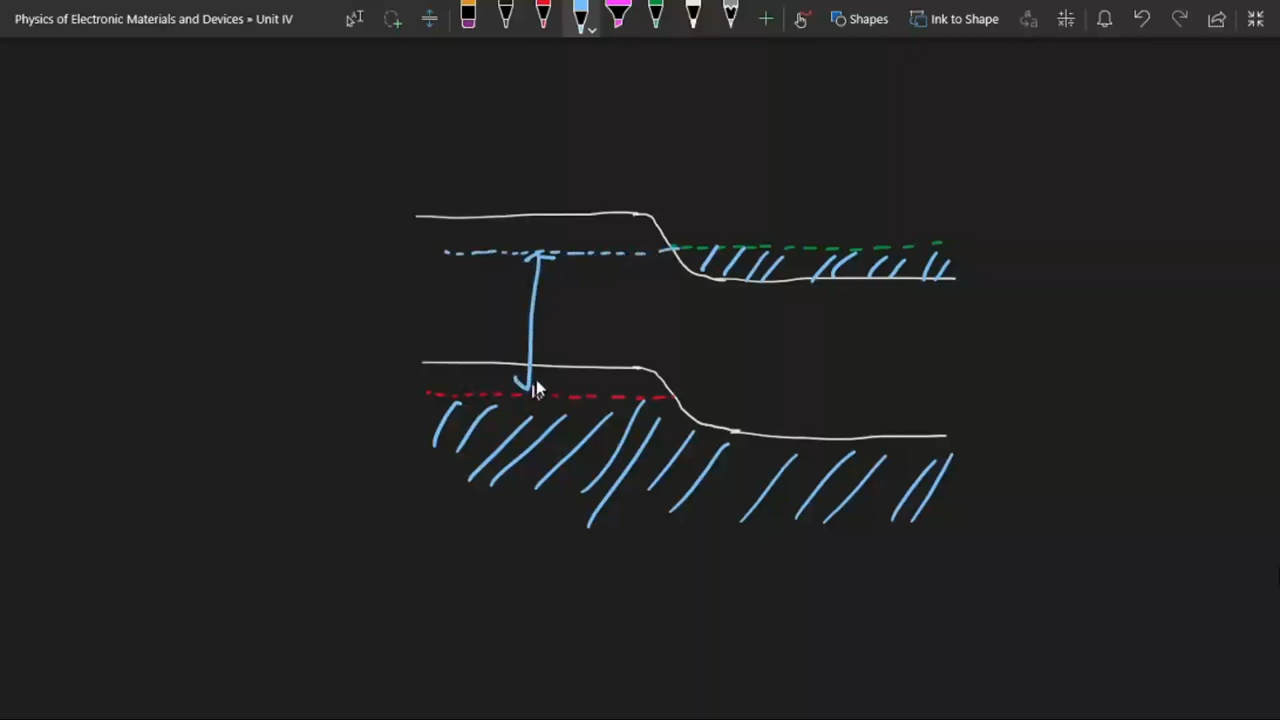 Physics of Electronic Materials and Devices » Unit IV
Shapes
Ink to Shape